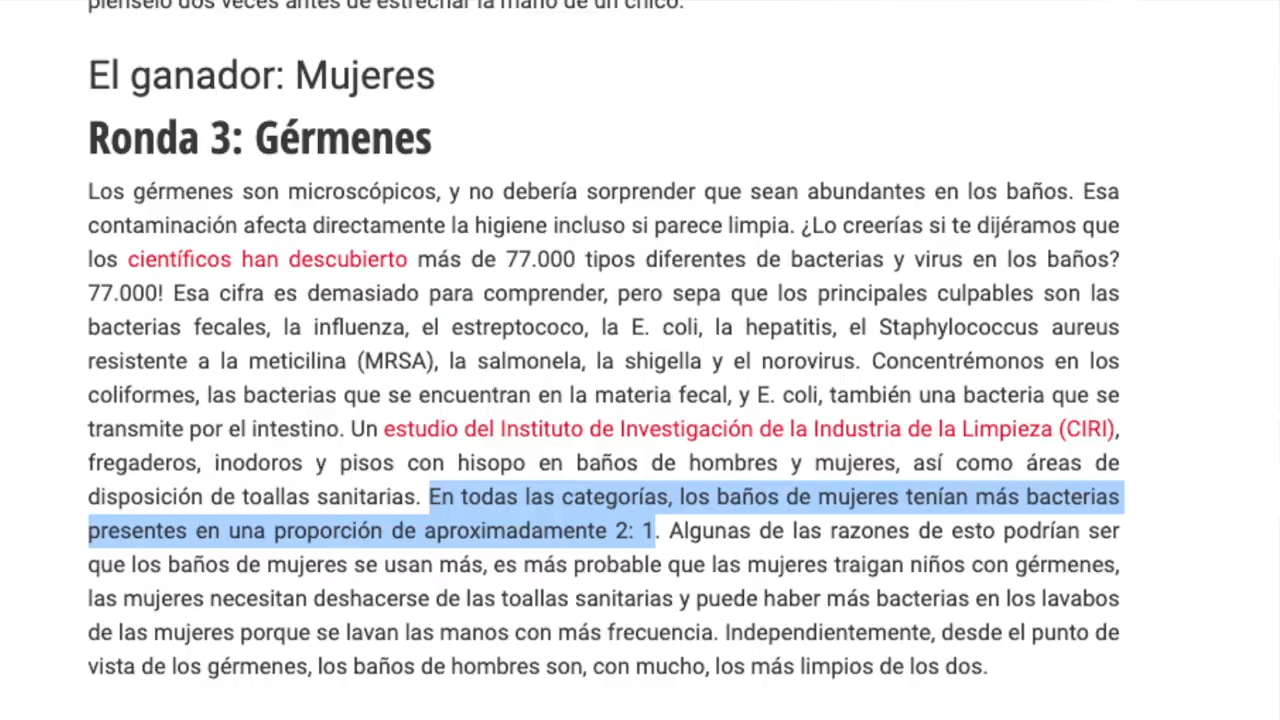 piénselo dos veces antes de estrechar la mano de un chico.
El ganador: Mujeres
Ronda 3: Gérmenes
Los gérmenes son microscópicos, y no debería sorprender que sean abundantes en los baños. Esa
contaminación afecta directamente la higiene incluso si parece limpia. ¿Lo creerías si te dijéramos que
los científicos han descubierto más de 77.000 tipos diferentes de bacterias y virus en los baños?
77.000! Esa cifra es demasiado para comprender, pero sepa que los principales culpables son las
bacterias fecales, la influenza, el estreptococo, la E. coli, la hepatitis, el Staphylococcus aureus
resistente a la meticilina (MRSA), la salmonela, la shigella y el norovirus. Concentrémonos en los
coliformes, las bacterias que se encuentran en la materia fecal, y E. coli, también una bacteria que se
transmite por el intestino. Un estudio del Instituto de Investigación de la Industria de la Limpieza (CIRI),
fregaderos, inodoros y pisos con hisopo en baños de hombres y mujeres, así como áreas de
disposición de toallas sanitarias. En todas las categorías, los baños de mujeres tenían más bacterias
presentes en una proporción de aproximadamente 2: 1. Algunas de las razones de esto podrían ser
que los baños de mujeres se usan más, es más probable que las mujeres traigan niños con gérmenes,
las mujeres necesitan deshacerse de las toallas sanitarias y puede haber más bacterias en los lavabos
de las mujeres porque se lavan las manos con más frecuencia. Independientemente, desde el punto de
vista de los gérmenes, los baños de hombres son, con mucho, los más limpios de los dos.